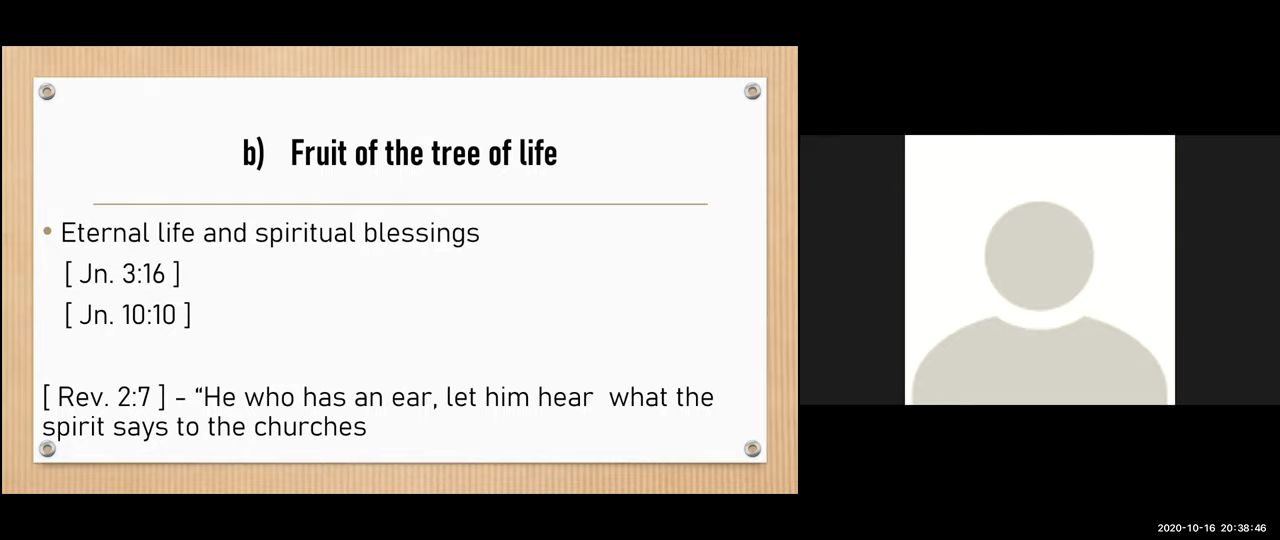 b) Fruit of the tree of life
• Eternal life and spiritual blessings
[ Jn. 3:16 ]
[ Jn. 10:10 ]
[ Rev. 2:7 ] - “He who has an ear, let him hear what the
spirit says to the churches
2020-10-16 20:38:46